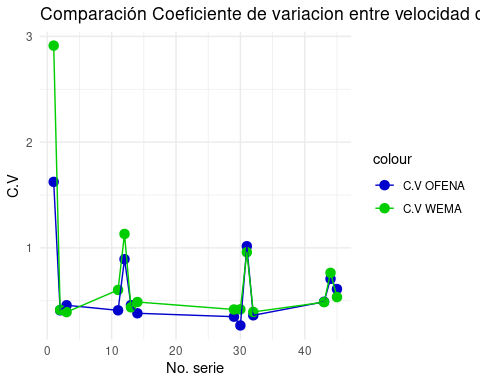 Comparación Coeficiente de variacion entre velocidad
3
2
1
C.V
0
10
20
30
40
No. serie
colour
C.V OFENA
C.V WEMA